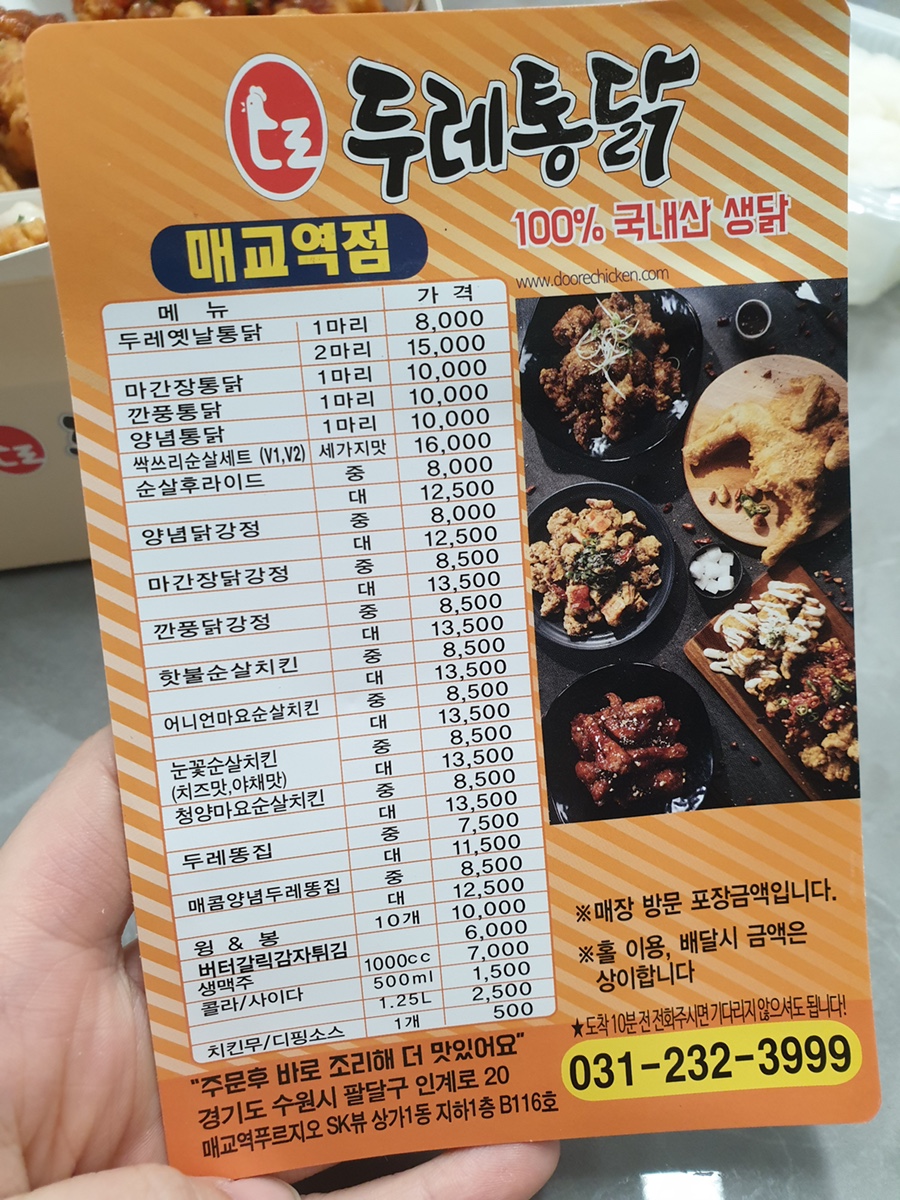 두레통닭
100% 국내산 생닭
매교역점
www.doorechicken.com
메 뉴 가 격
두레옛날통닭 1마리 8,000
2마리 15,000
마간장통닭 1마리 10,000
깐풍통닭 1마리 10,000
양념통닭 1마리 10,000
싹쓰리순살세트 (V1,V2) 세가지맛 16,000
순살후라이드 중 8,000
대 12,500
양념닭강정 중 8,000
대 12,500
마간장닭강정 중 8,500
대 13,500
깐풍닭강정 중 8,500
대 13,500
핫불순살치킨 중 8,500
대 13,500
어니언마요순살치킨 중 8,500
대 13,500
눈꽃순살치킨 중 8,500
(치즈맛,야채맛) 대 13,500
청양마요순살치킨 중 8,500
대 13,500
두레똥집 중 7,500
대 11,500
매콤양념두레똥집 중 8,500
대 12,500
윙 & 봉 10개 10,000
버터갈릭감자튀김 6,000
생맥주 1000cc 7,000
콜라/사이다 500ml 1,500
1.25L 2,500
치킨무/디핑소스 1개 500
※매장 방문 포장금액입니다.
※홀 이용, 배달시 금액은
상이합니다
★도착 10분 전 전화주시면 기다리지 않으셔도 됩니다!
031-232-3999
"주문후 바로 조리해 더 맛있어요"
경기도 수원시 팔달구 인계로 20
매교역푸르지오 SK뷰 상가1동 지하1층 B116호